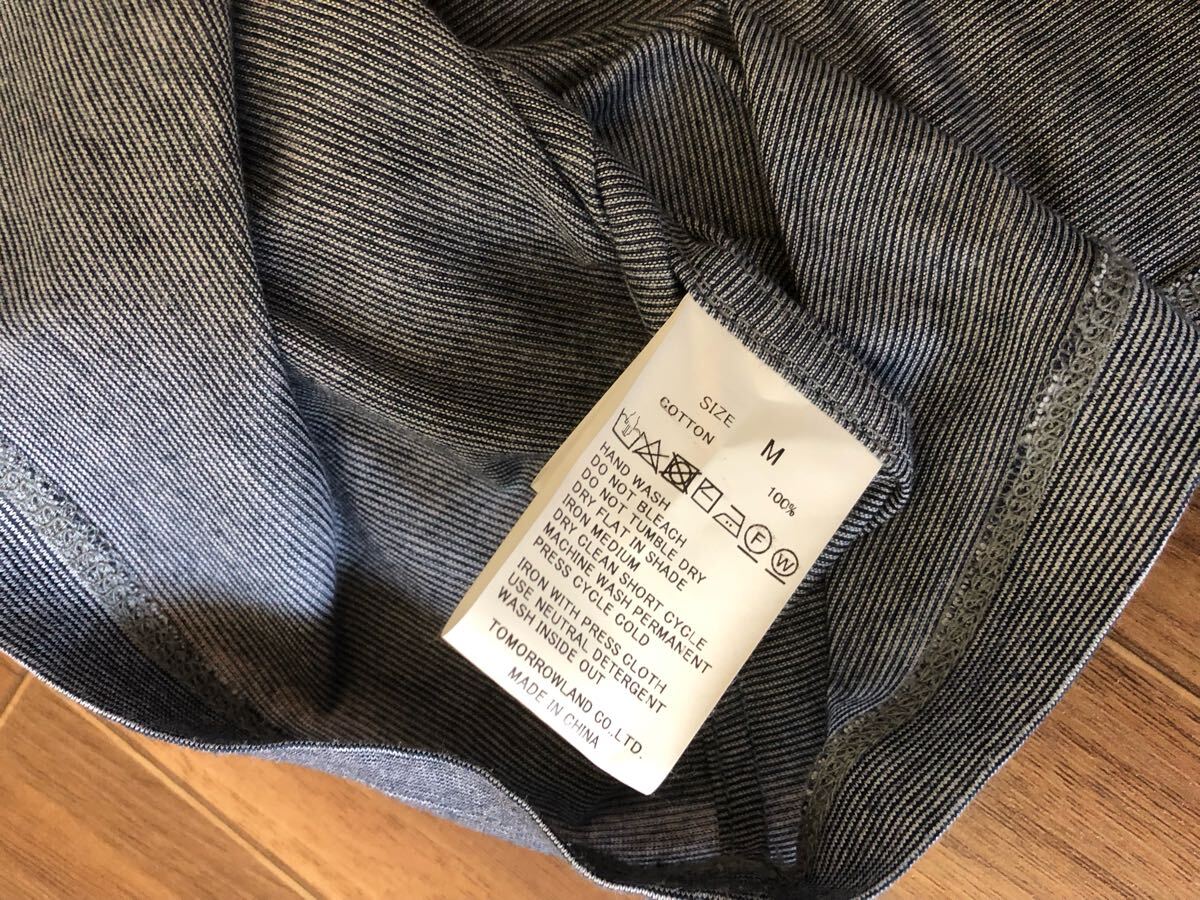 SIZE M
COTTON 100%
F W
HAND WASH
DO NOT BLEACH
DO NOT TUMBLE DRY
DRY FLAT IN SHADE
IRON MEDIUM
DRY CLEAN SHORT CYCLE
MACHINE WASH PERMANENT
PRESS CYCLE COLD
IRON WITH PRESS CLOTH
USE NEUTRAL DETERGENT
WASH INSIDE OUT
TOMORROWLAND CO.,LTD.
MADE IN CHINA